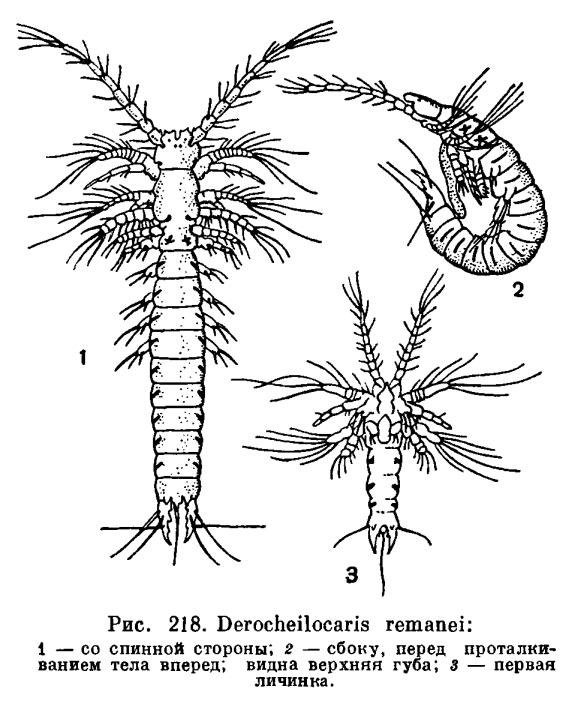 1
2
3
Рис. 218. Derocheilocaris remanei:
1 — со спинной стороны; 2 — сбоку, перед проталки-
ванием тела вперед; видна верхняя губа; 3 — первая
личинка.